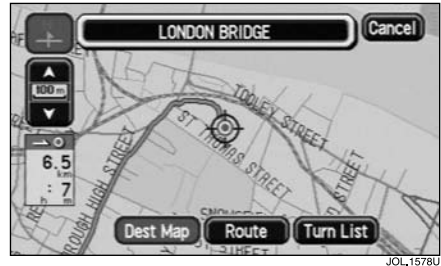 LONDON BRIDGE
Cancel
100 m
TOOLEY STREET
ST THOMAS STREET
6.5
km
: 7
h m
STREET
OROUGH HIGH STREET
Dest Map
Route
Turn List
JOL.1578U